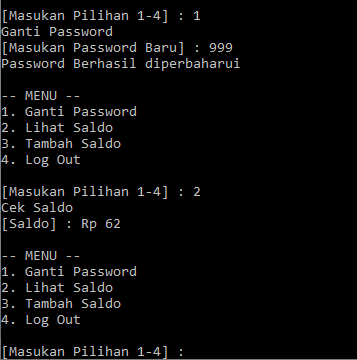 [Masukan Pilihan 1-4] : 1
Ganti Password
[Masukan Password Baru] : 999
Password Berhasil diperbaharui
-- MENU --
1. Ganti Password
2. Lihat Saldo
3. Tambah Saldo
4. Log Out
[Masukan Pilihan 1-4] : 2
Cek Saldo
[Saldo] : Rp 62
-- MENU --
1. Ganti Password
2. Lihat Saldo
3. Tambah Saldo
4. Log Out
[Masukan Pilihan 1-4] :